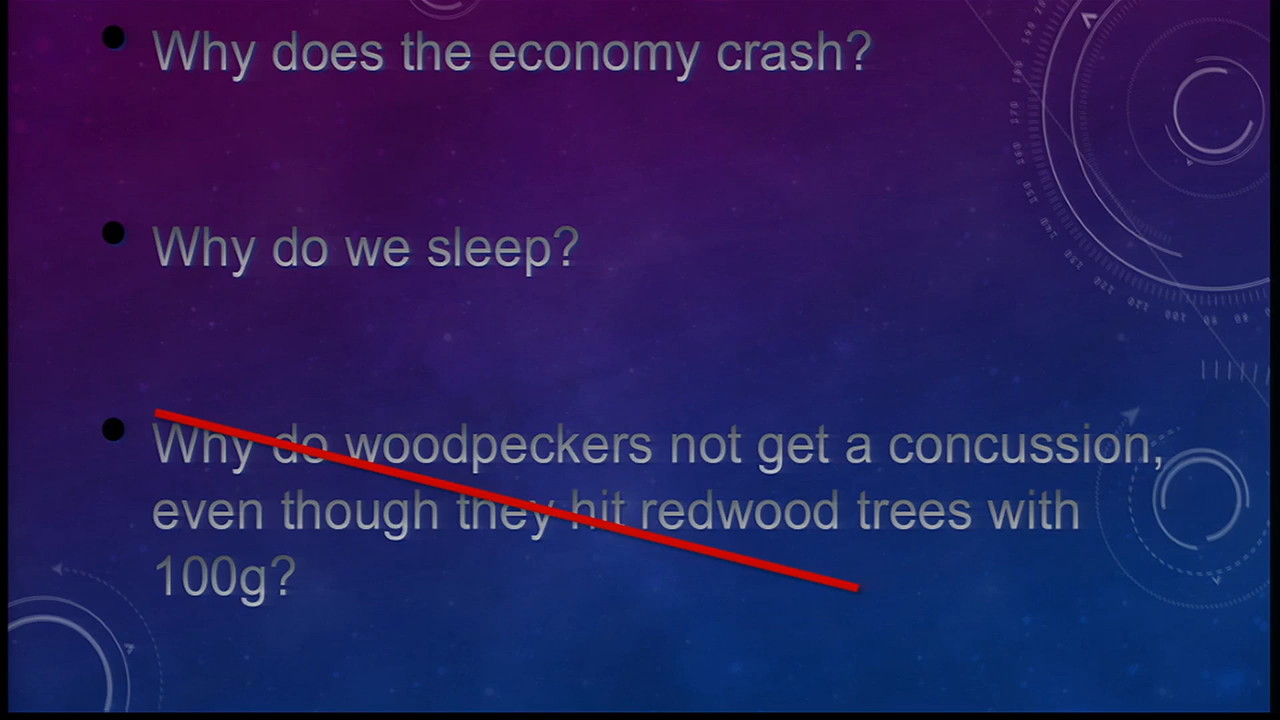 Why does the economy crash?
Why do we sleep?
Why do woodpeckers not get a concussion,
even though they hit redwood trees with
100g?